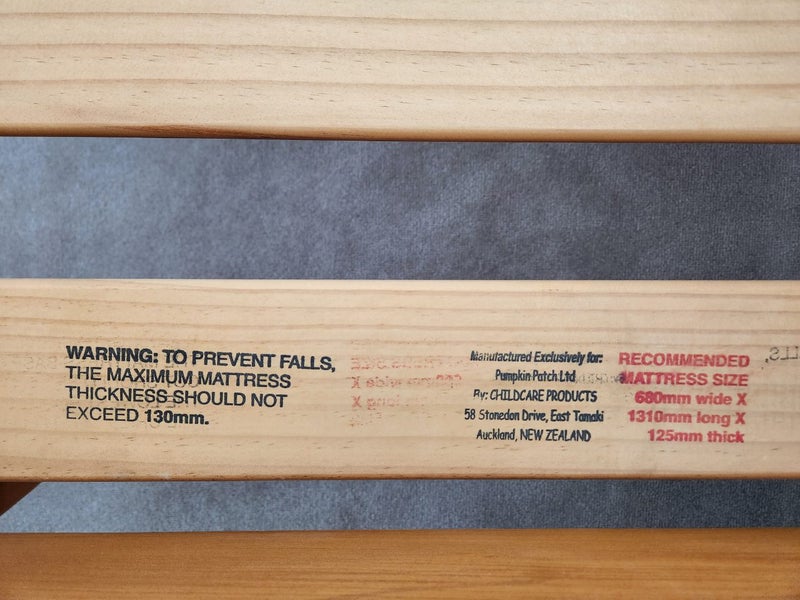 WARNING: TO PREVENT FALLS,
THE MAXIMUM MATTRESS
THICKNESS SHOULD NOT
EXCEED 130mm.
Manufactured Exclusively for:
Pumpkin Patch Ltd
By: CHILDCARE PRODUCTS
58 Stonedon Drive, East Tamaki
Auckland, NEW ZEALAND
RECOMMENDED
MATTRESS SIZE
680mm wide X
1310mm long X
125mm thick